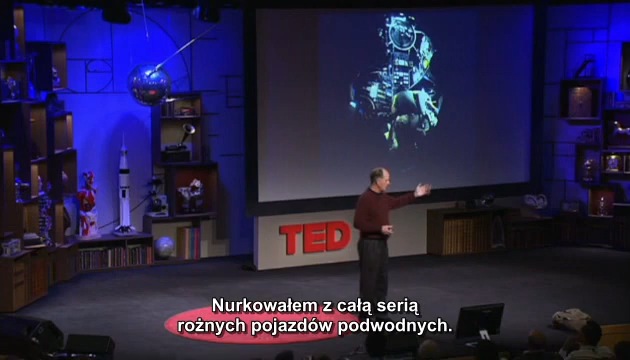 TED
Nurkowałem z całą serią
rożnych pojazdów podwodnych.